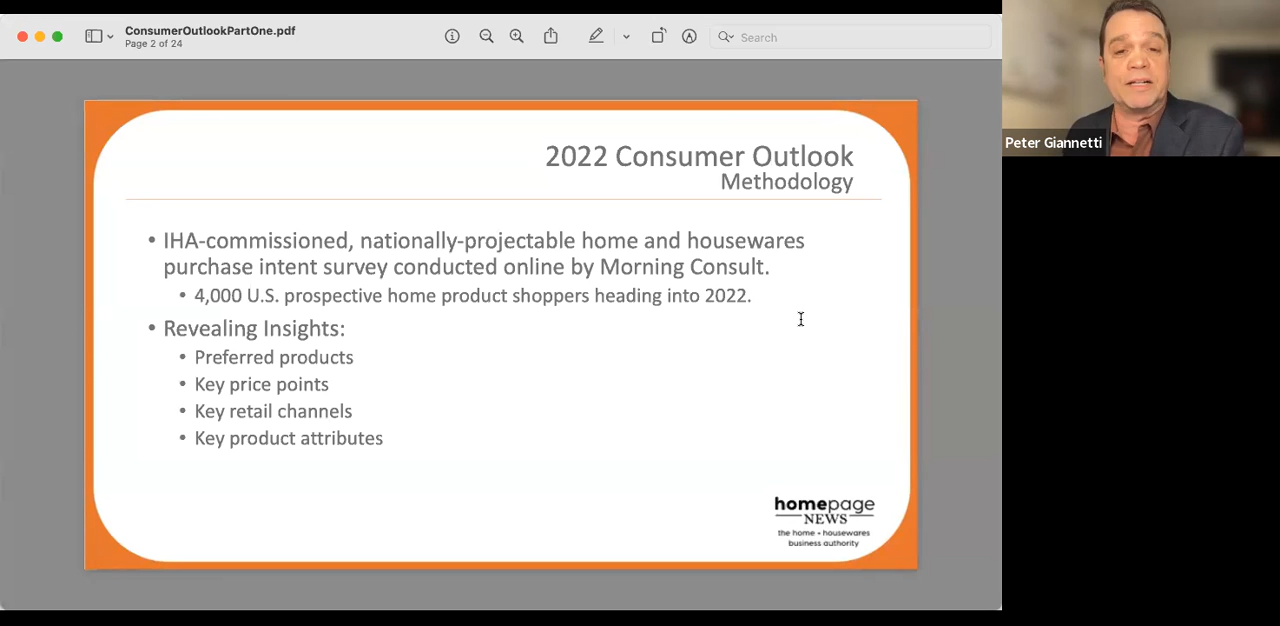 ConsumerOutlookPartOne.pdf
Page 2 of 24
Search
Peter Giannetti
2022 Consumer Outlook
Methodology
• IHA-commissioned, nationally-projectable home and housewares
purchase intent survey conducted online by Morning Consult.
• 4,000 U.S. prospective home product shoppers heading into 2022.
• Revealing Insights:
• Preferred products
• Key price points
• Key retail channels
• Key product attributes
homepage
NEWS
the home + housewares
business authority